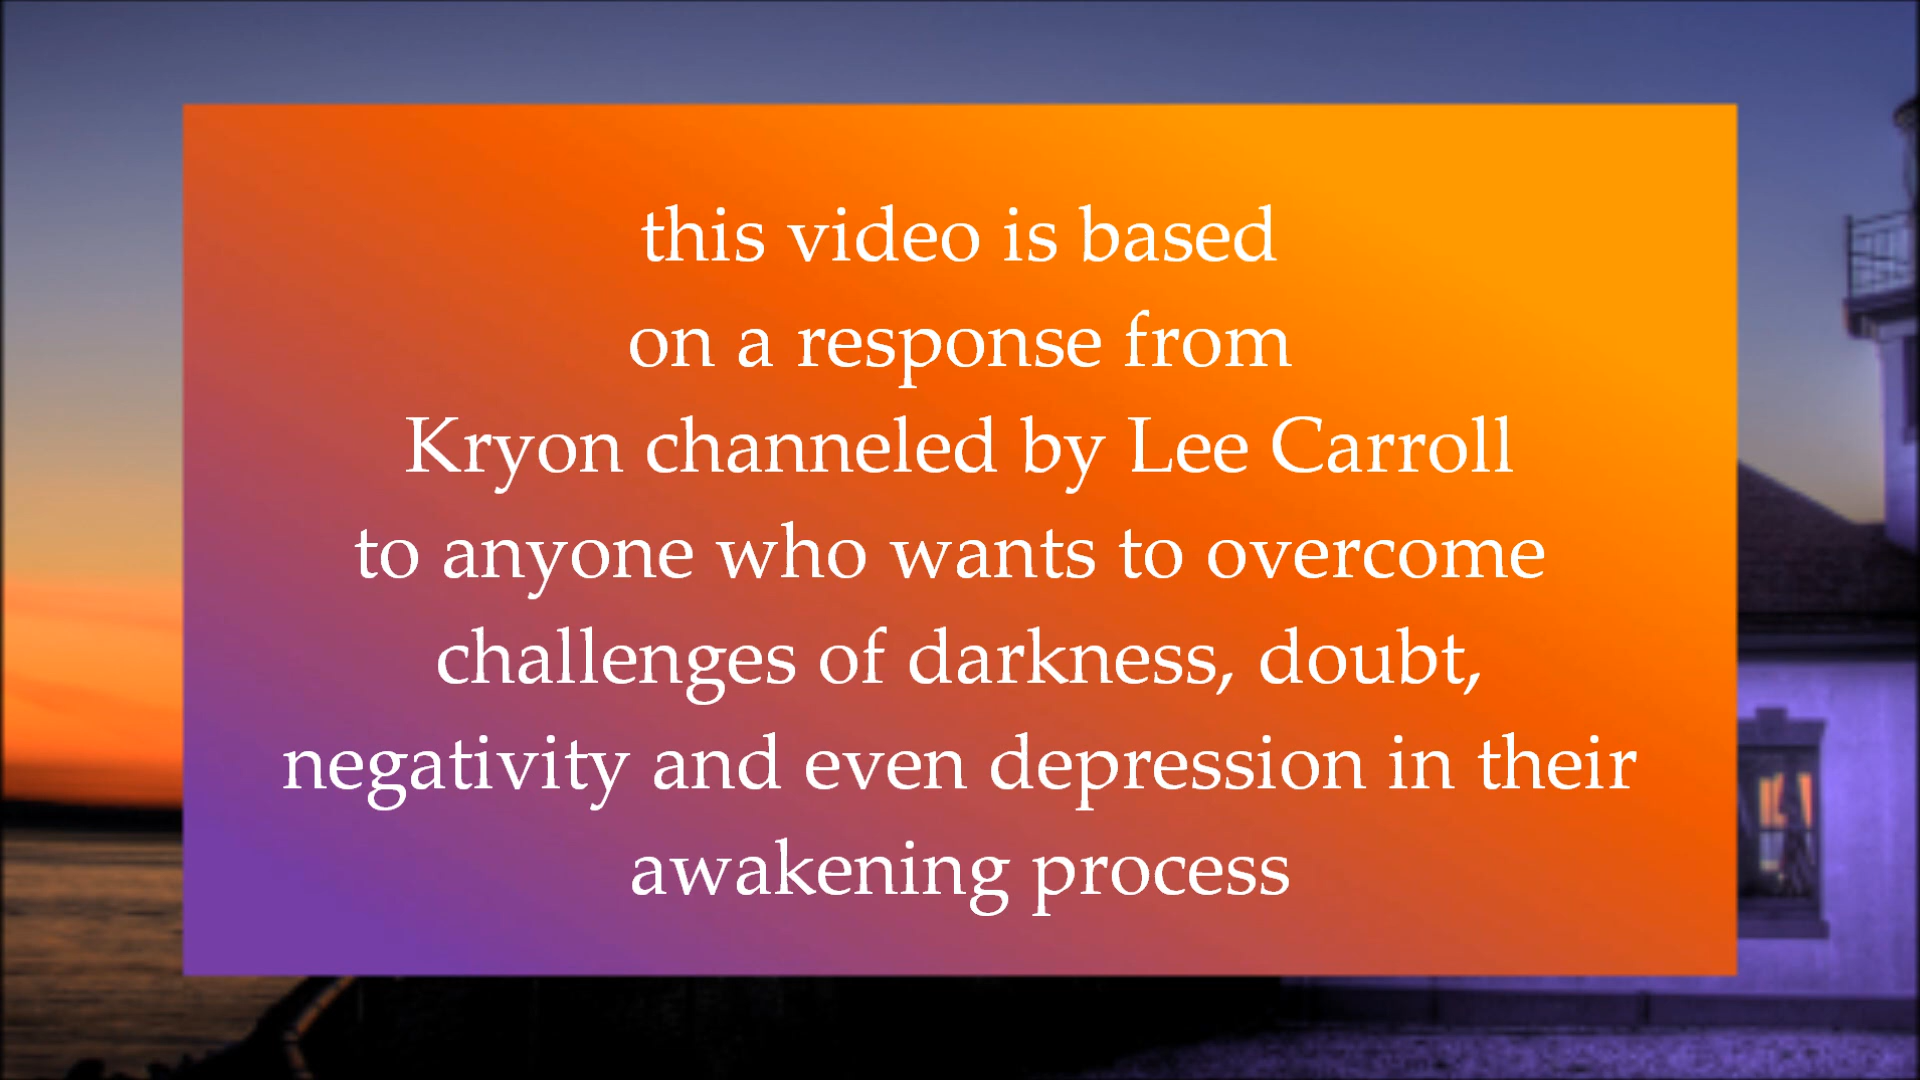 this video is based
on a response from
Kryon channeled by Lee Carroll
to anyone who wants to overcome
challenges of darkness, doubt,
negativity and even depression in their
awakening process